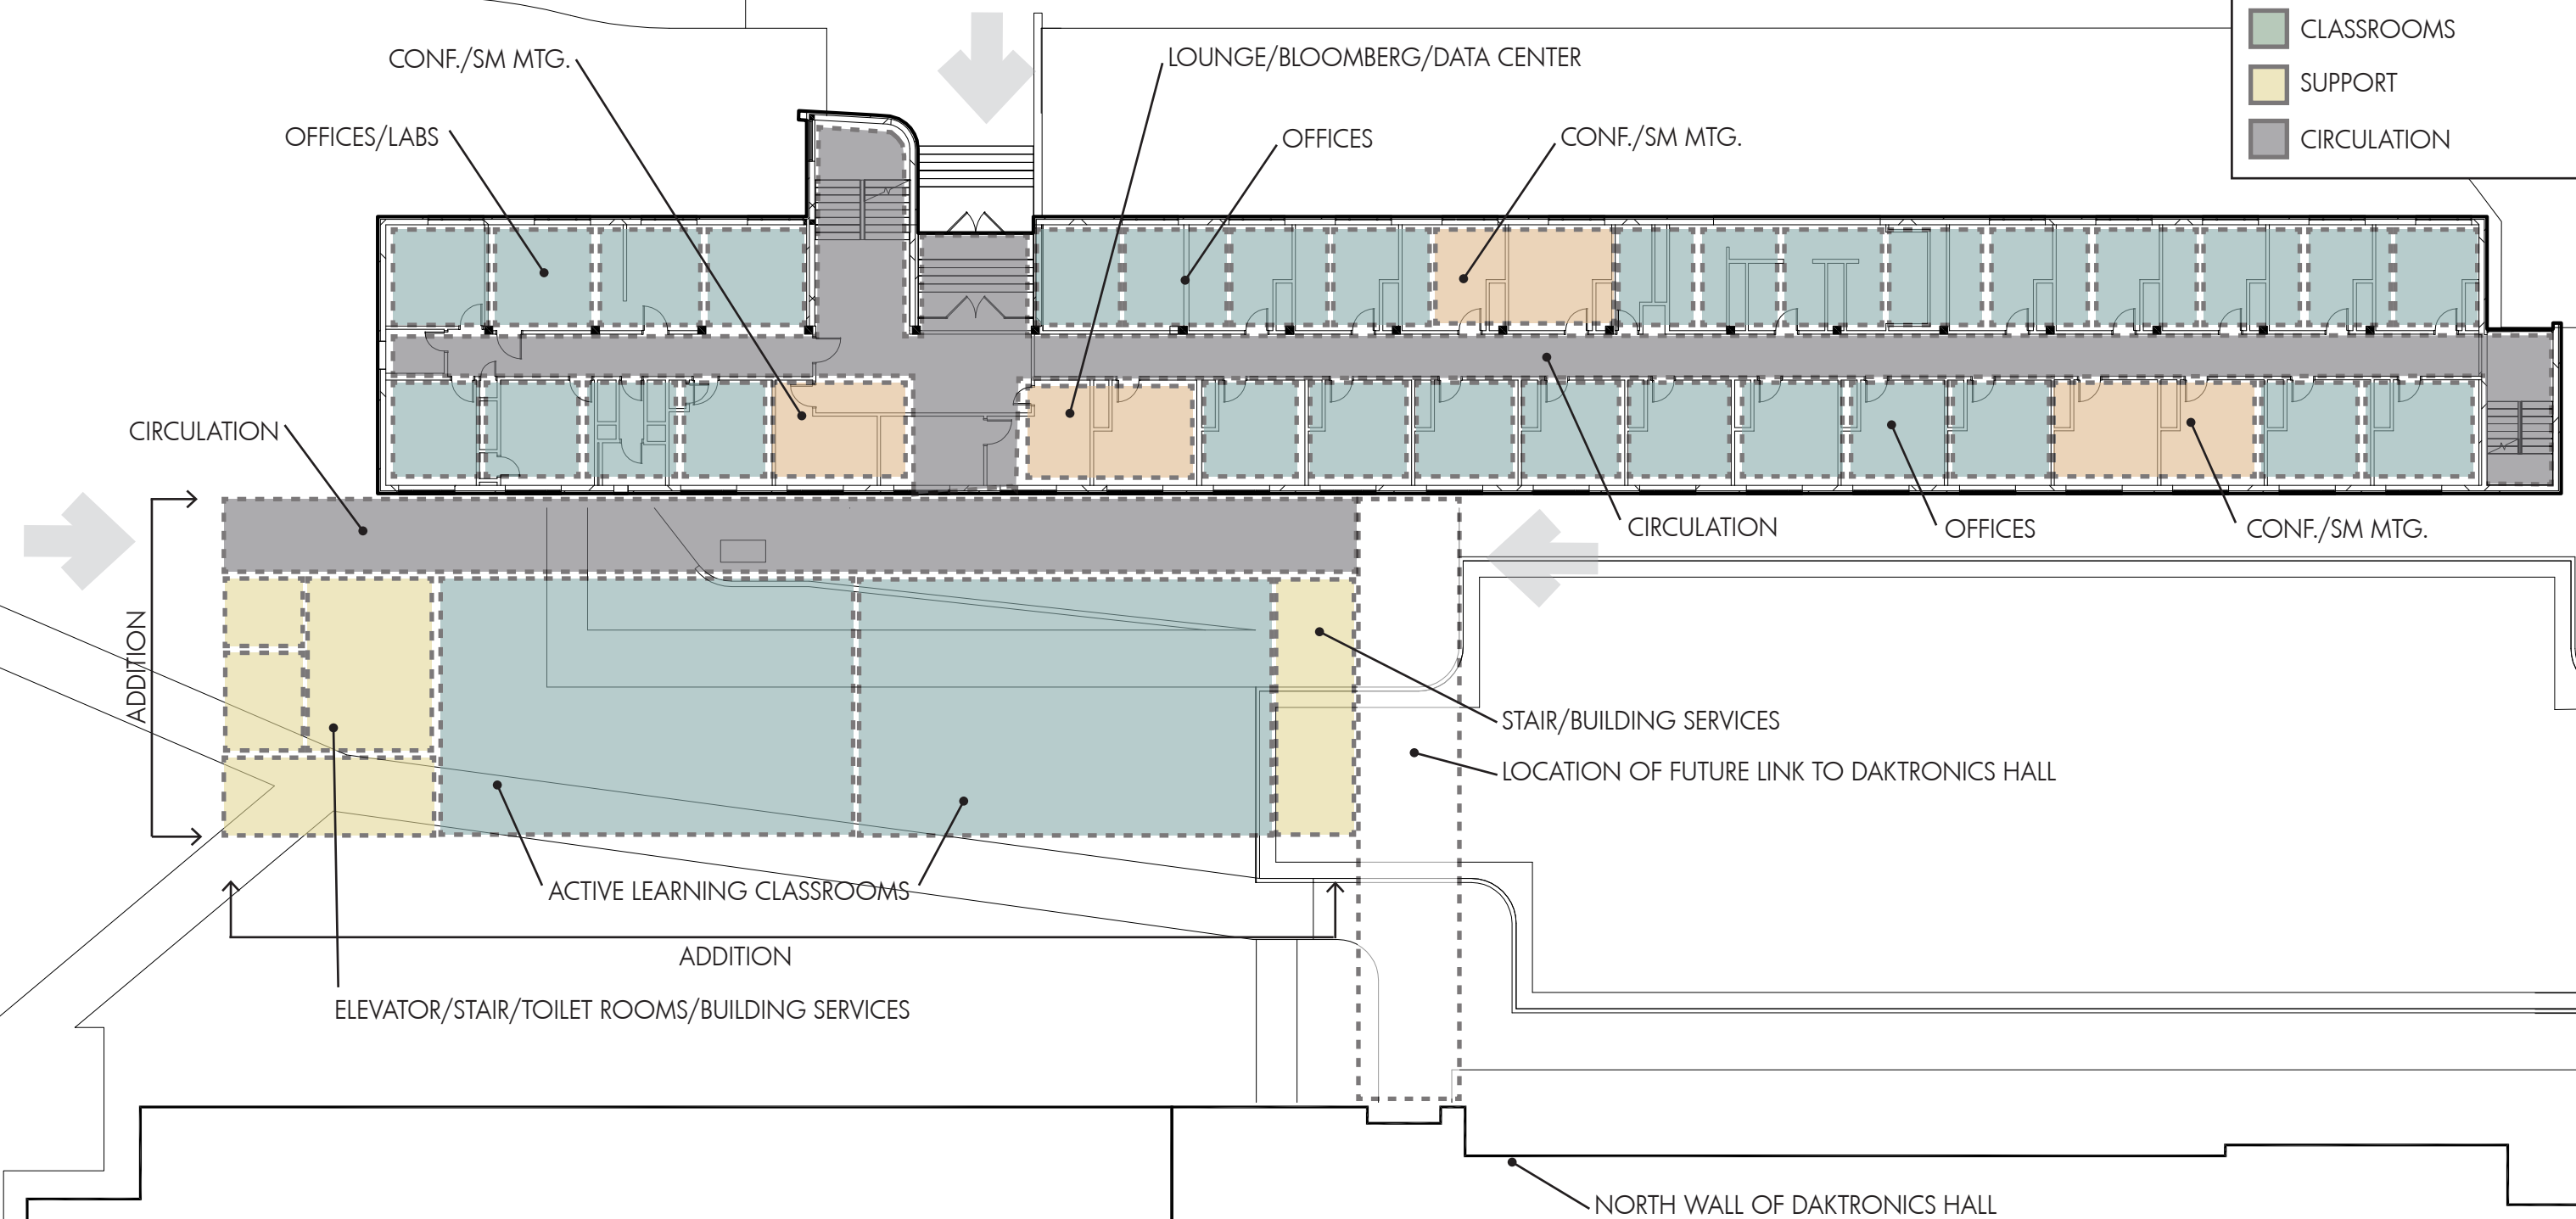 CLASSROOMS
CONF./SM MTG.
LOUNGE/BLOOMBERG/DATA CENTER
SUPPORT
OFFICES/LABS
OFFICES
CONF./SM MTG.
CIRCULATION
CIRCULATION
CIRCULATION
OFFICES
CONF./SM MTG.
ADDITION
STAIR/BUILDING SERVICES
LOCATION OF FUTURE LINK TO DAKTRONICS HALL
ACTIVE LEARNING CLASSROOMS
ADDITION
ELEVATOR/STAIR/TOILET ROOMS/BUILDING SERVICES
NORTH WALL OF DAKTRONICS HALL